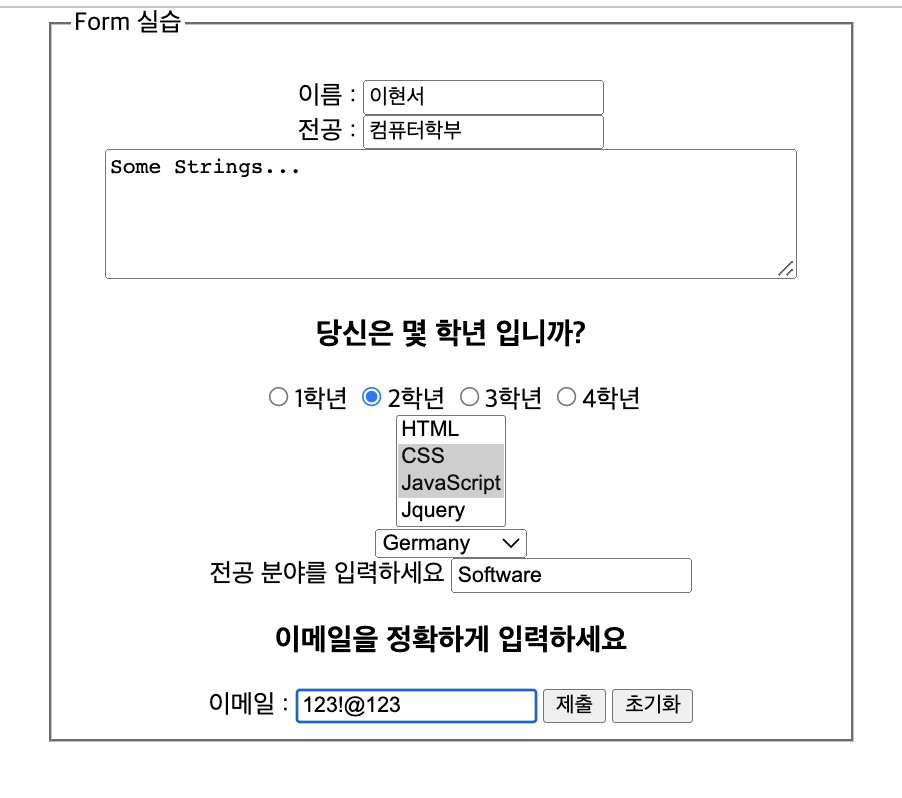 Form 실습
이름 : 이현서
전공 : 컴퓨터학부
Some Strings...
당신은 몇 학년 입니까?
1학년 2학년 3학년 4학년
HTML
CSS
JavaScript
Jquery
Germany
전공 분야를 입력하세요 Software
이메일을 정확하게 입력하세요
이메일 : 123!@123 제출 초기화